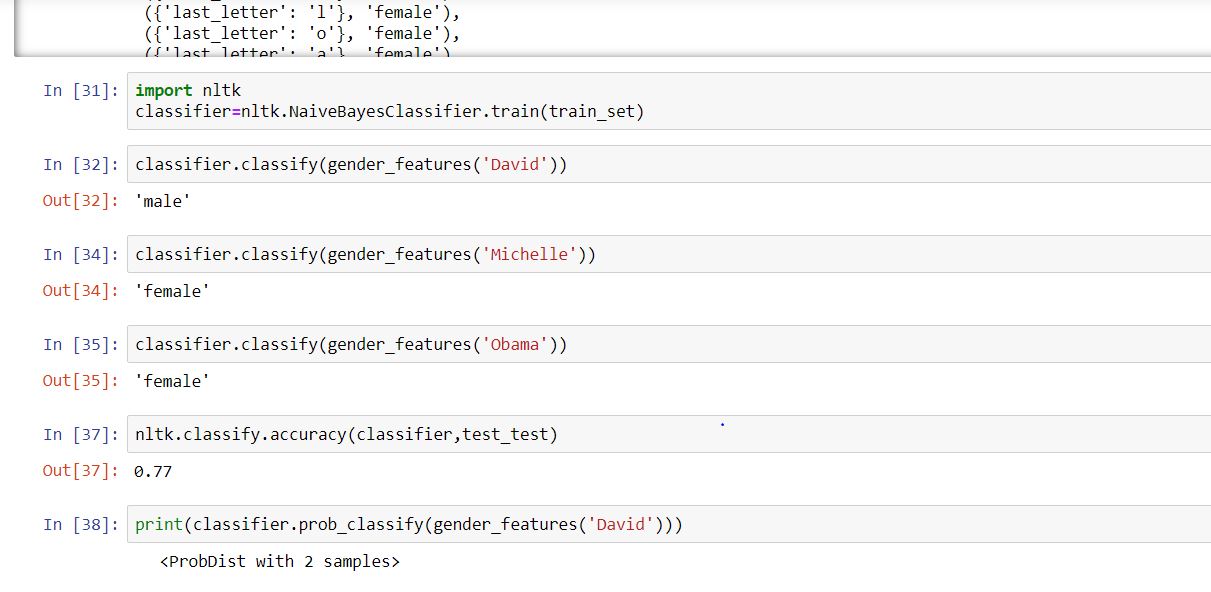 ({'last_letter': 'l'}, 'female'),
({'last_letter': 'o'}, 'female'),
({'last_letter': 'a'}, 'female')
In [31]: import nltk
classifier=nltk.NaiveBayesClassifier.train(train_set)
In [32]: classifier.classify(gender_features('David'))
Out[32]: 'male'
In [34]: classifier.classify(gender_features('Michelle'))
Out[34]: 'female'
In [35]: classifier.classify(gender_features('Obama'))
Out[35]: 'female'
In [37]: nltk.classify.accuracy(classifier,test_test)
Out[37]: 0.77
In [38]: print(classifier.prob_classify(gender_features('David')))
<ProbDist with 2 samples>